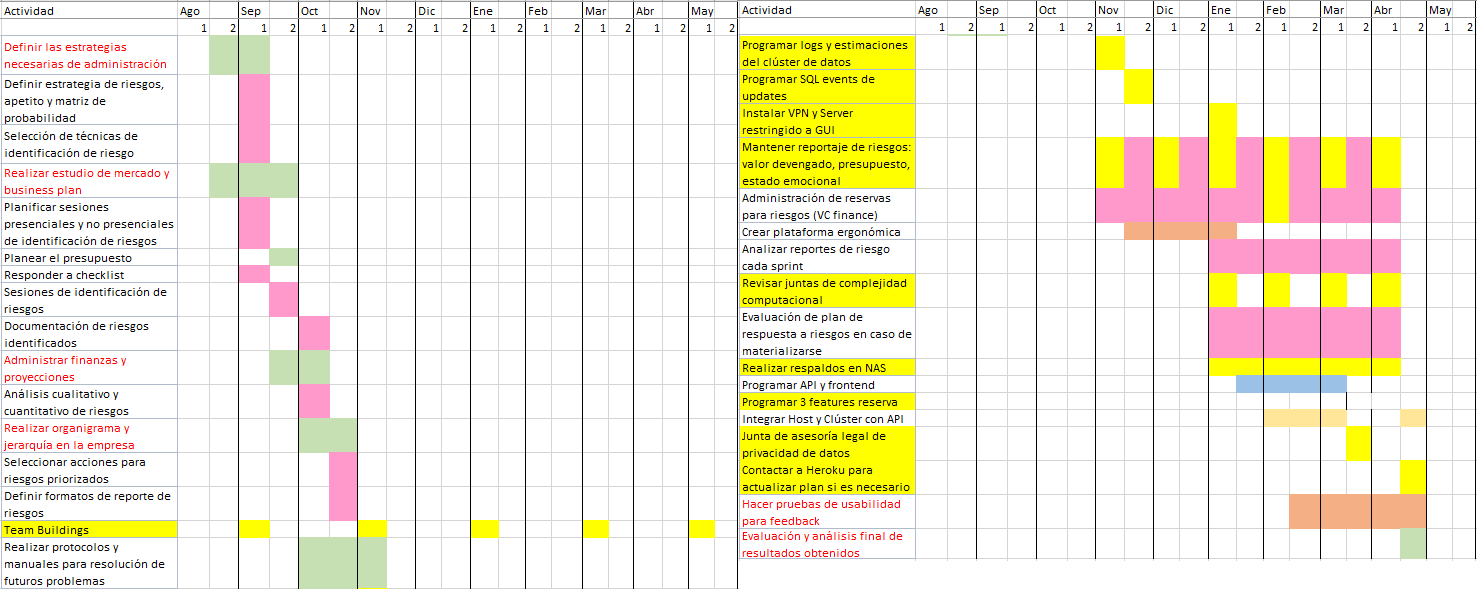 Actividad Ago Sep Oct Nov Dic Ene Feb Mar Abr May
1 2 1 2 1 2 1 2 1 2 1 2 1 2 1 2 1 2 1 2
Definir las estrategias
necesarias de administración
Definir estrategia de riesgos,
apetito y matriz de
probabilidad
Selección de técnicas de
identificación de riesgo
Realizar estudio de mercado y
business plan
Planificar sesiones
presenciales y no presenciales
de identificación de riesgos
Planear el presupuesto
Responder a checklist
Sesiones de identificación de
riesgos
Documentación de riesgos
identificados
Administrar finanzas y
proyecciones
Análisis cualitativo y
cuantitativo de riesgos
Realizar organigrama y
jerarquía en la empresa
Seleccionar acciones para
riesgos priorizados
Definir formatos de reporte de
riesgos
Team Buildings
Realizar protocolos y
manuales para resolución de
futuros problemas
Actividad Ago Sep Oct Nov Dic Ene Feb Mar Abr May
1 2 1 2 1 2 1 2 1 2 1 2 1 2 1 2 1 2 1 2
Programar logs y estimaciones
del clúster de datos
Programar SQL events de
updates
Instalar VPN y Server
restringido a GUI
Mantener reportaje de riesgos:
valor devengado, presupuesto,
estado emocional
Administración de reservas
para riesgos (VC finance)
Crear plataforma ergonómica
Analizar reportes de riesgo
cada sprint
Revisar juntas de complejidad
computacional
Evaluación de plan de
respuesta a riesgos en caso de
materializarse
Realizar respaldos en NAS
Programar API y frontend
Programar 3 features reserva
Integrar Host y Clúster con API
Junta de asesoría legal de
privacidad de datos
Contactar a Heroku para
actualizar plan si es necesario
Hacer pruebas de usabilidad
para feedback
Evaluación y análisis final de
resultados obtenidos